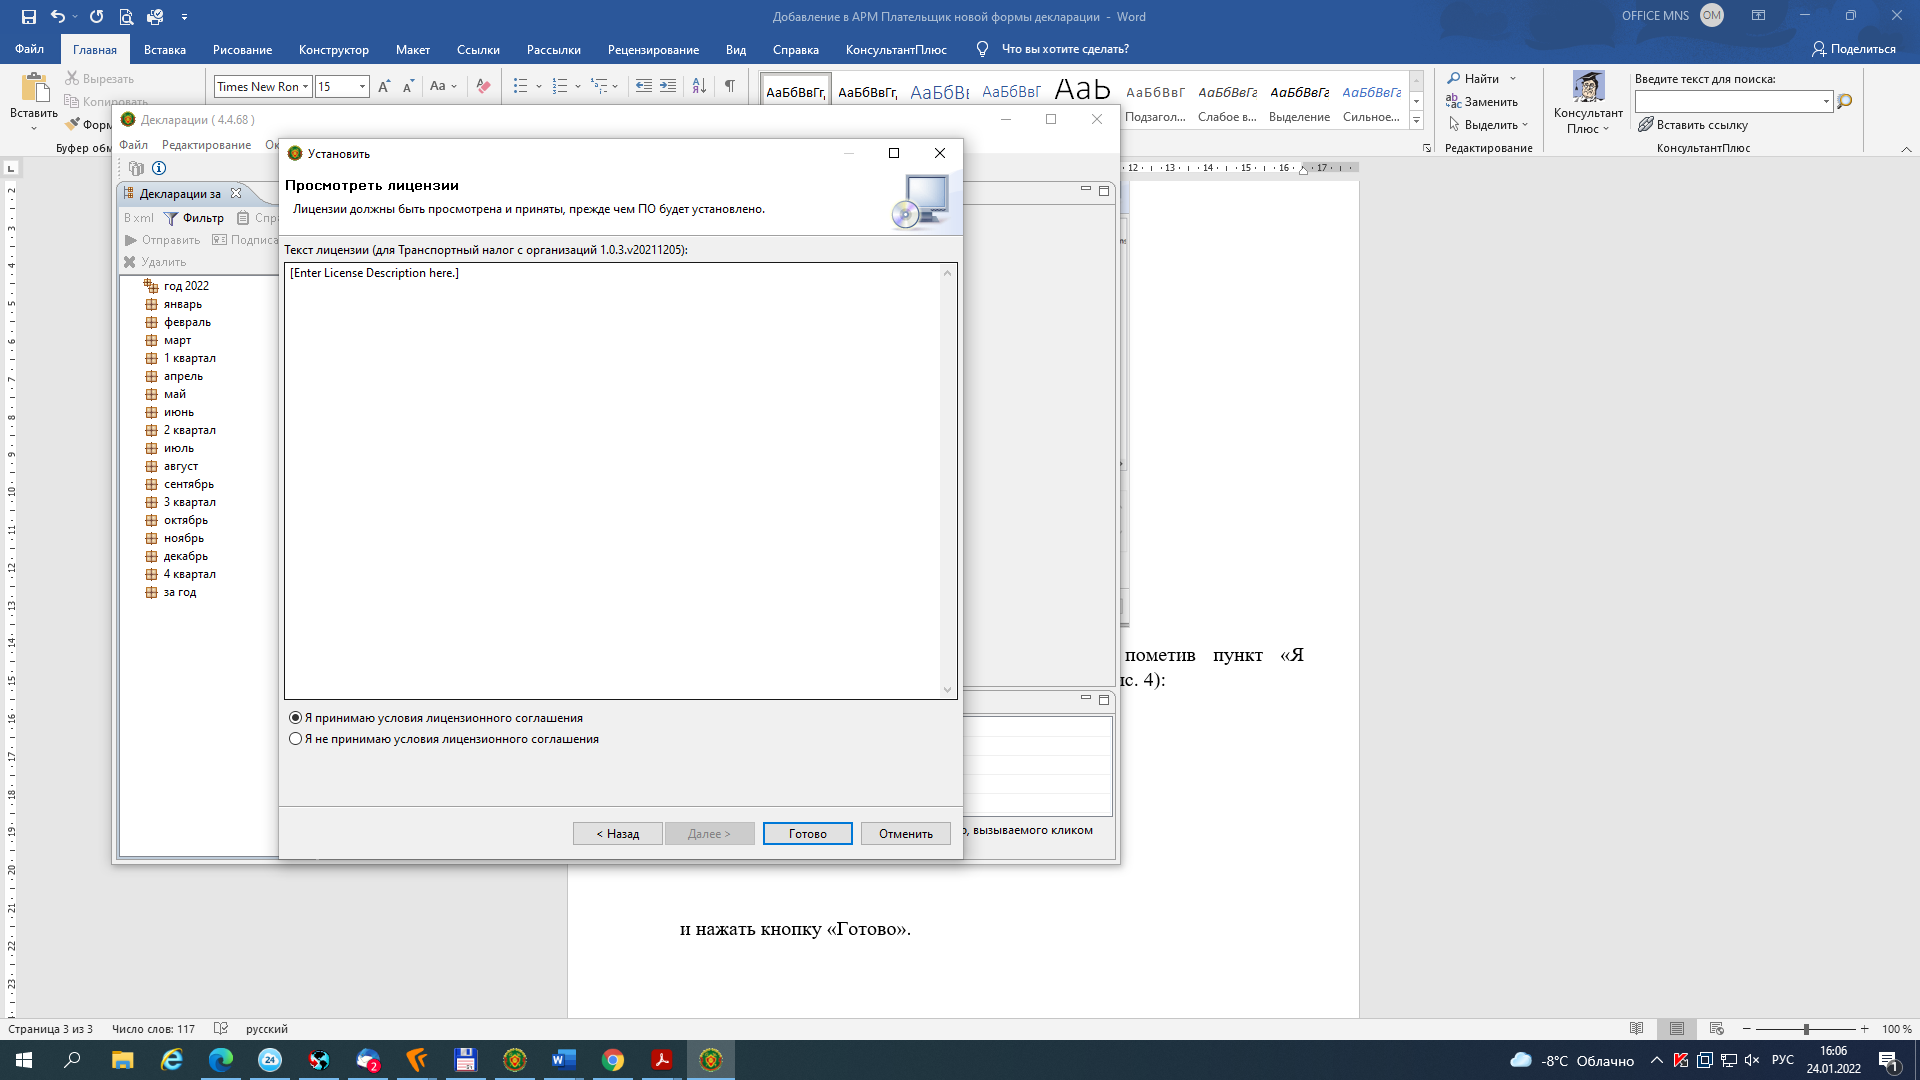 Добавление в АРМ Плательщик новой формы декларации - Word
OFFICE MNS
OM
Файл
Главная
Вставка
Рисование
Конструктор
Макет
Ссылки
Рассылки
Рецензирование
Вид
Справка
КонсультантПлюс
Что вы хотите сделать?
Поделиться
Вставить
Вырезать
Копировать
Буфер
Times New Ron
15
Aa
АаБбВвГг,
АаБбВвГг,
АаБбВ
АаБбВвГ
АаЬ
АаБбВвГ
АаБбВвГг
АаБбВвГг
АаБбВвГг
Подзагол...
Слабое в...
Выделение
Сильное...
Найти
Заменить
Выделить
Редактирование
Консультант
Плюс
Введите текст для поиска:
Вставить ссылку
КонсультантПлюс
Декларации ( 4.4.68 )
Файл
Редактирование
Декларации за
В xml
Фильтр
Отправить
Удалить
год 2022
январь
февраль
март
1 квартал
апрель
май
июнь
2 квартал
июль
август
сентябрь
3 квартал
октябрь
ноябрь
декабрь
4 квартал
за год
Установить
Просмотреть лицензии
Лицензии должны быть просмотрена и приняты, прежде чем ПО будет установлено.
Текст лицензии (для Транспортный налог с организаций 1.0.3.v20211205):
[Enter License Description here.]
Я принимаю условия лицензионного соглашения
Я не принимаю условия лицензионного соглашения
< Назад
Далее >
Готово
Отменить
вызываемого кликом
пометив пункт «Я
4):
и нажать кнопку «Готово».
Страница 3 из 3
Число слов: 117
русский
100 %
-8°C Облачно
РУС
16:06
24.01.2022